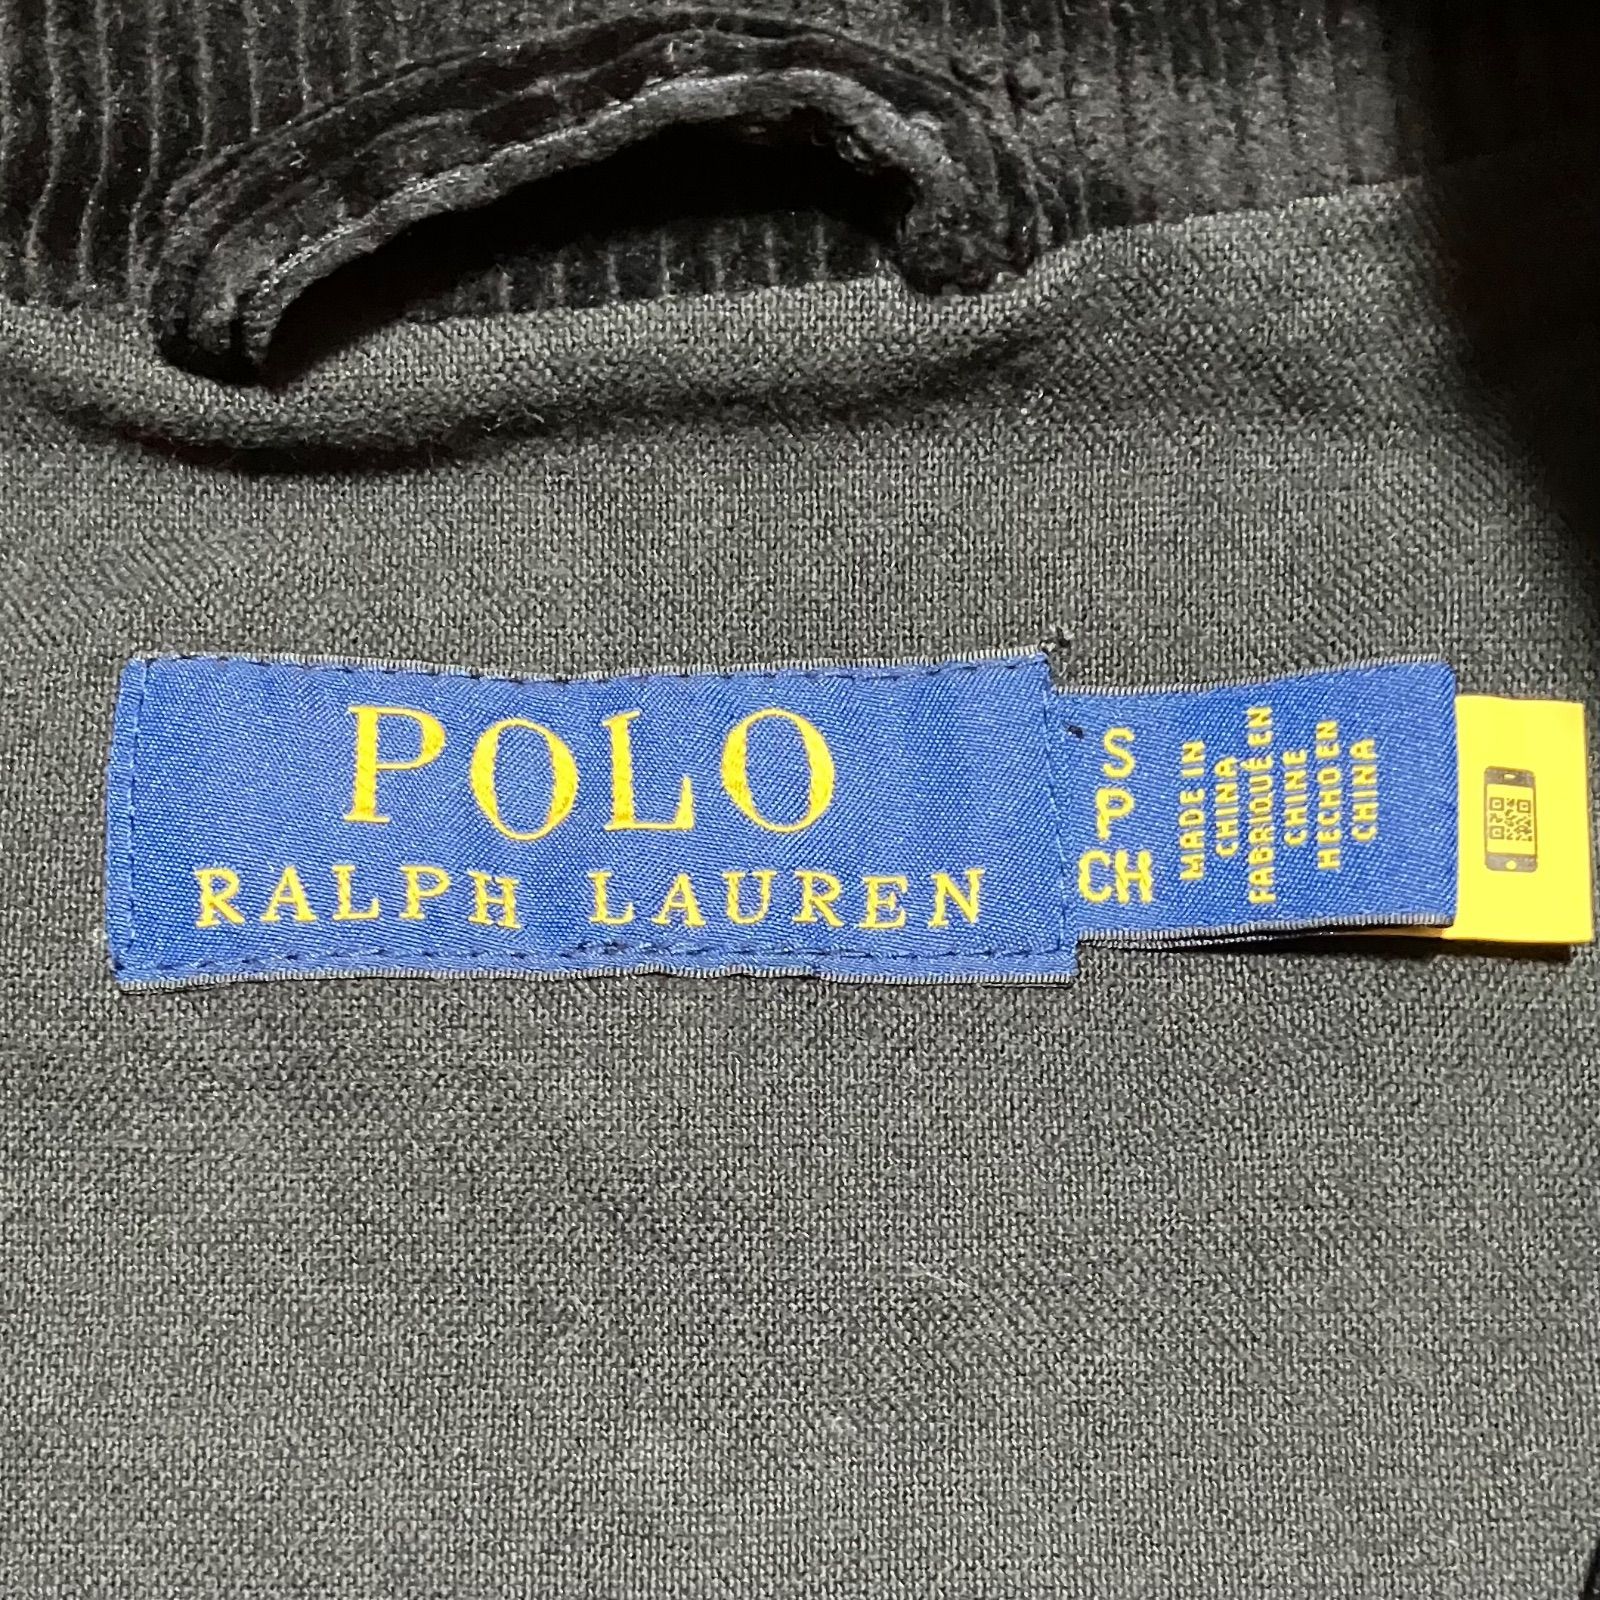 POLO
RALPH LAUREN
S
P
CH
MADE IN
CHINA
FABRIQUÉ EN
CHINE
HECHO EN
CHINA